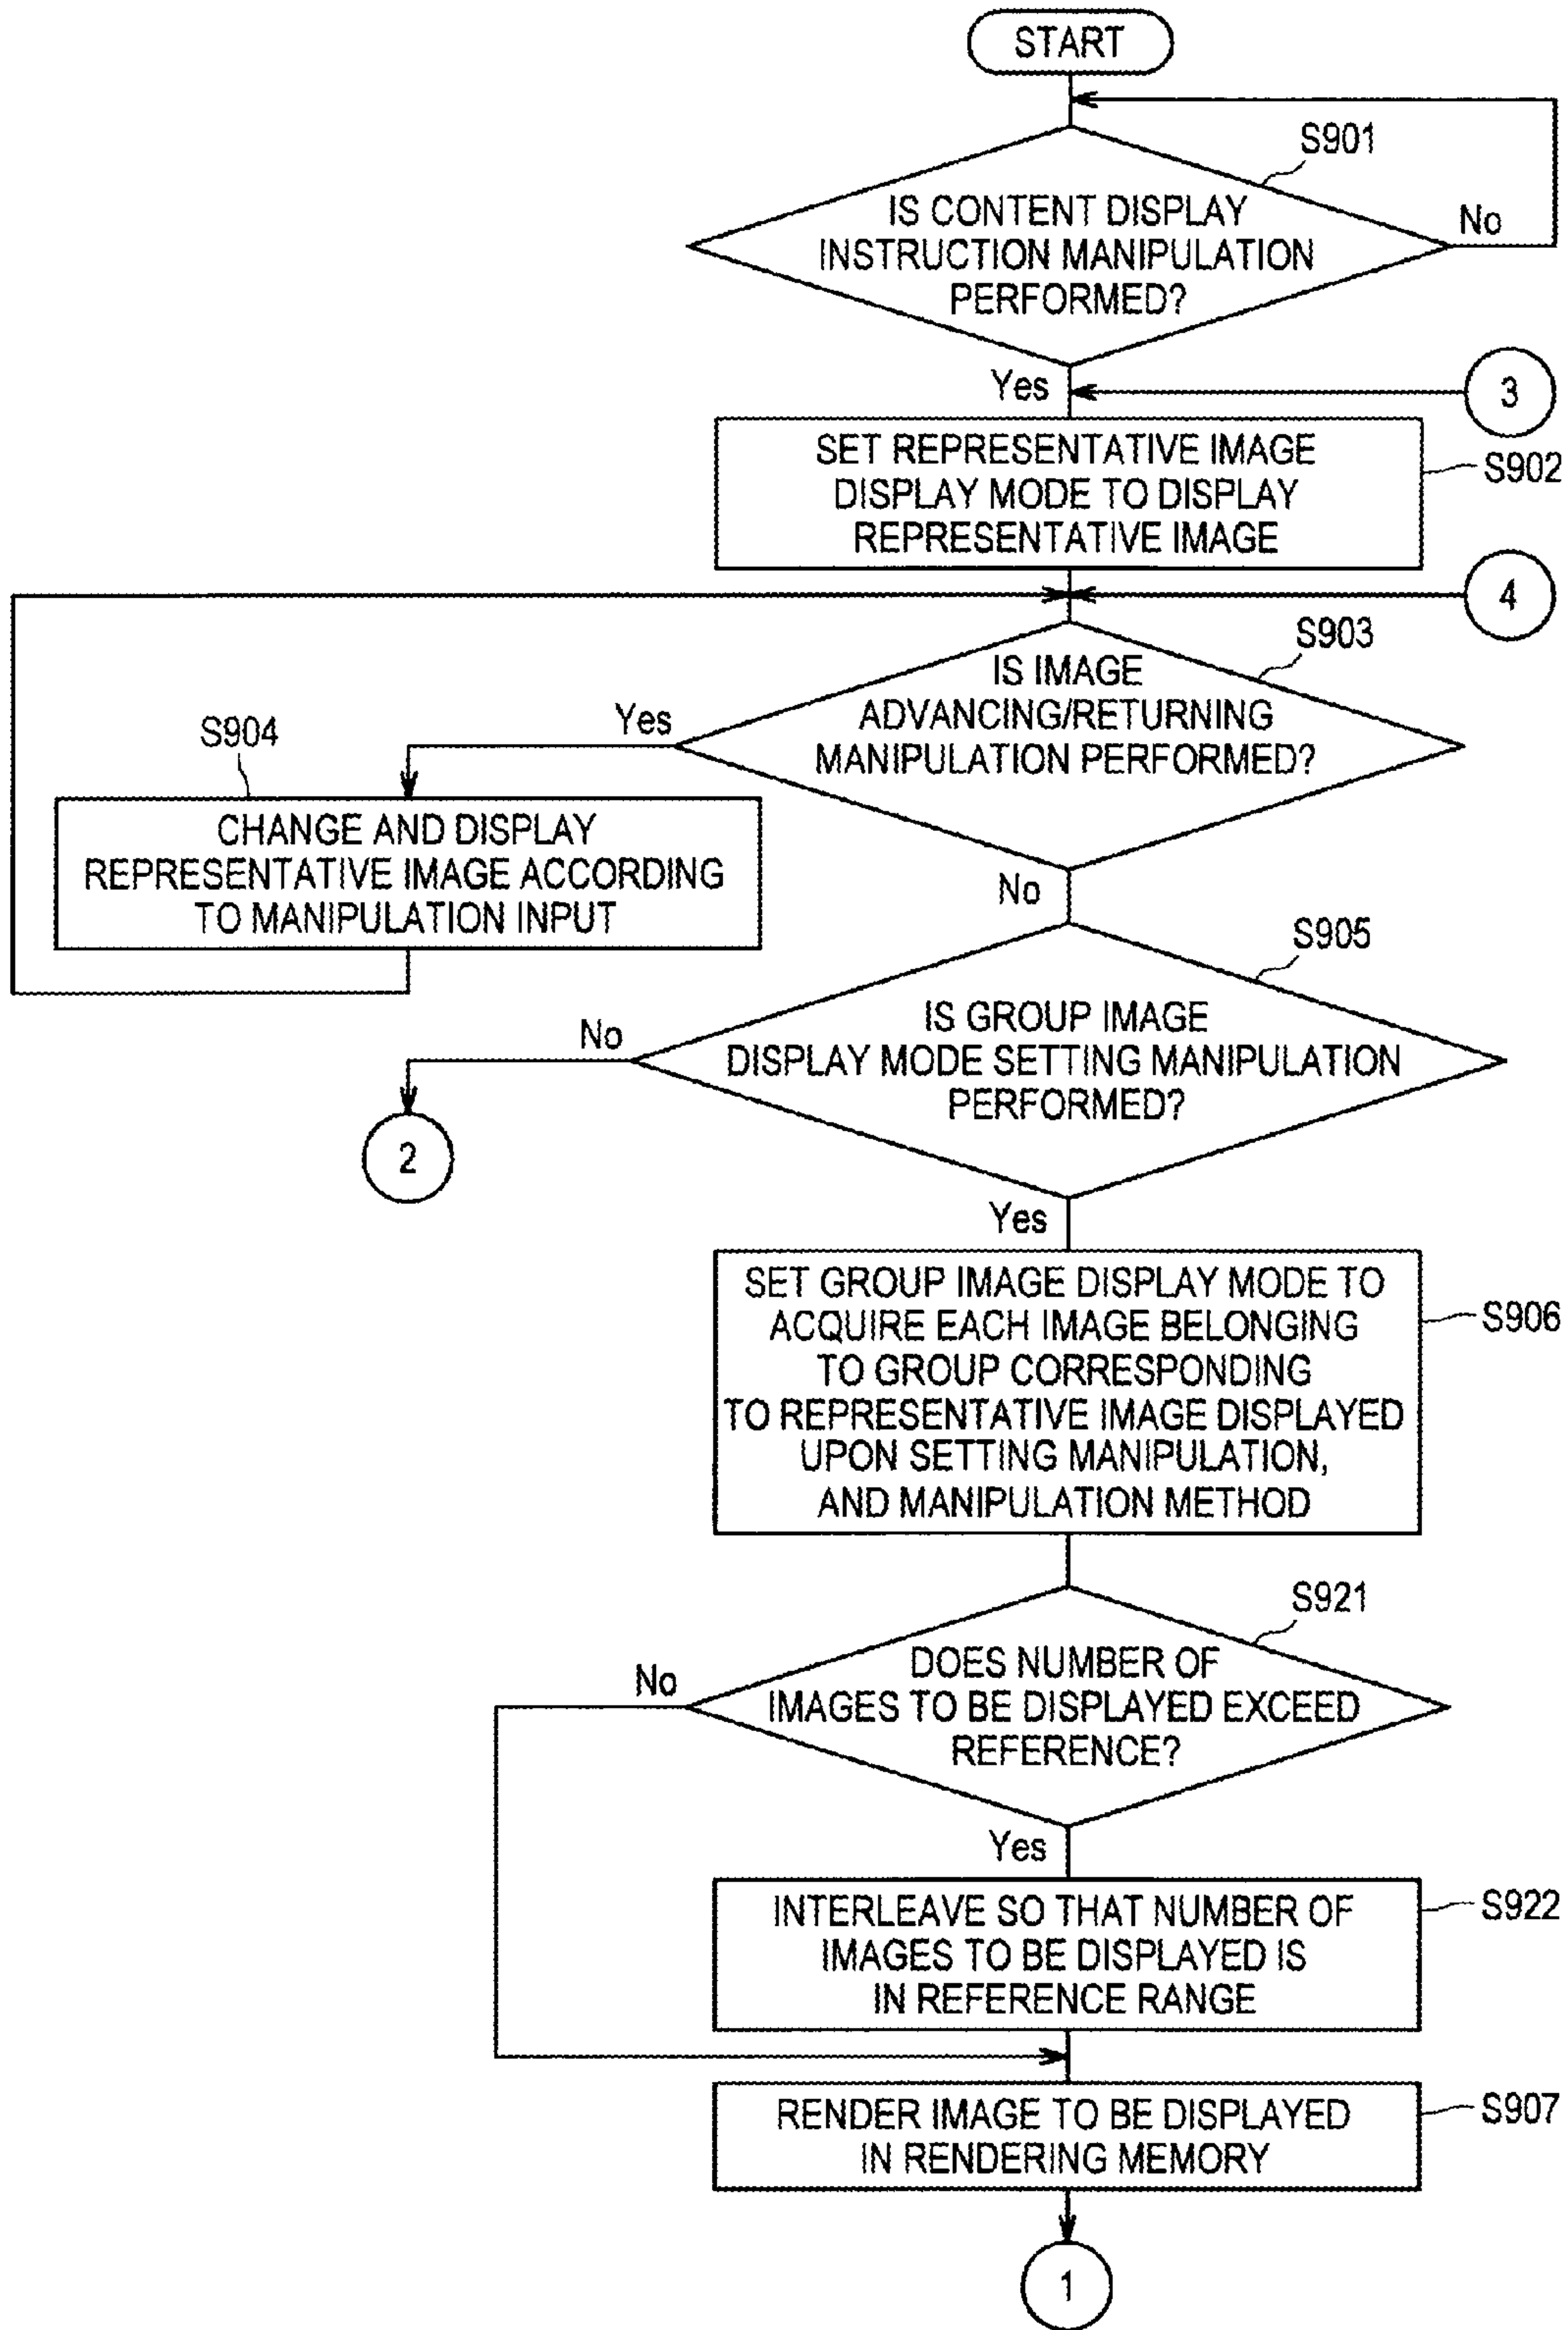 START
S901
IS CONTENT DISPLAY
INSTRUCTION MANIPULATION
PERFORMED?
No
Yes
3
SET REPRESENTATIVE IMAGE
DISPLAY MODE TO DISPLAY
REPRESENTATIVE IMAGE
S902
4
S903
IS IMAGE
ADVANCING/RETURNING
MANIPULATION PERFORMED?
Yes
S904
CHANGE AND DISPLAY
REPRESENTATIVE IMAGE ACCORDING
TO MANIPULATION INPUT
No
S905
IS GROUP IMAGE
DISPLAY MODE SETTING MANIPULATION
PERFORMED?
No
2
Yes
SET GROUP IMAGE DISPLAY MODE TO
ACQUIRE EACH IMAGE BELONGING
TO GROUP CORRESPONDING
TO REPRESENTATIVE IMAGE DISPLAYED
UPON SETTING MANIPULATION,
AND MANIPULATION METHOD
S906
S921
DOES NUMBER OF
IMAGES TO BE DISPLAYED EXCEED
REFERENCE?
No
Yes
INTERLEAVE SO THAT NUMBER OF
IMAGES TO BE DISPLAYED IS
IN REFERENCE RANGE
S922
RENDER IMAGE TO BE DISPLAYED
IN RENDERING MEMORY
S907
1